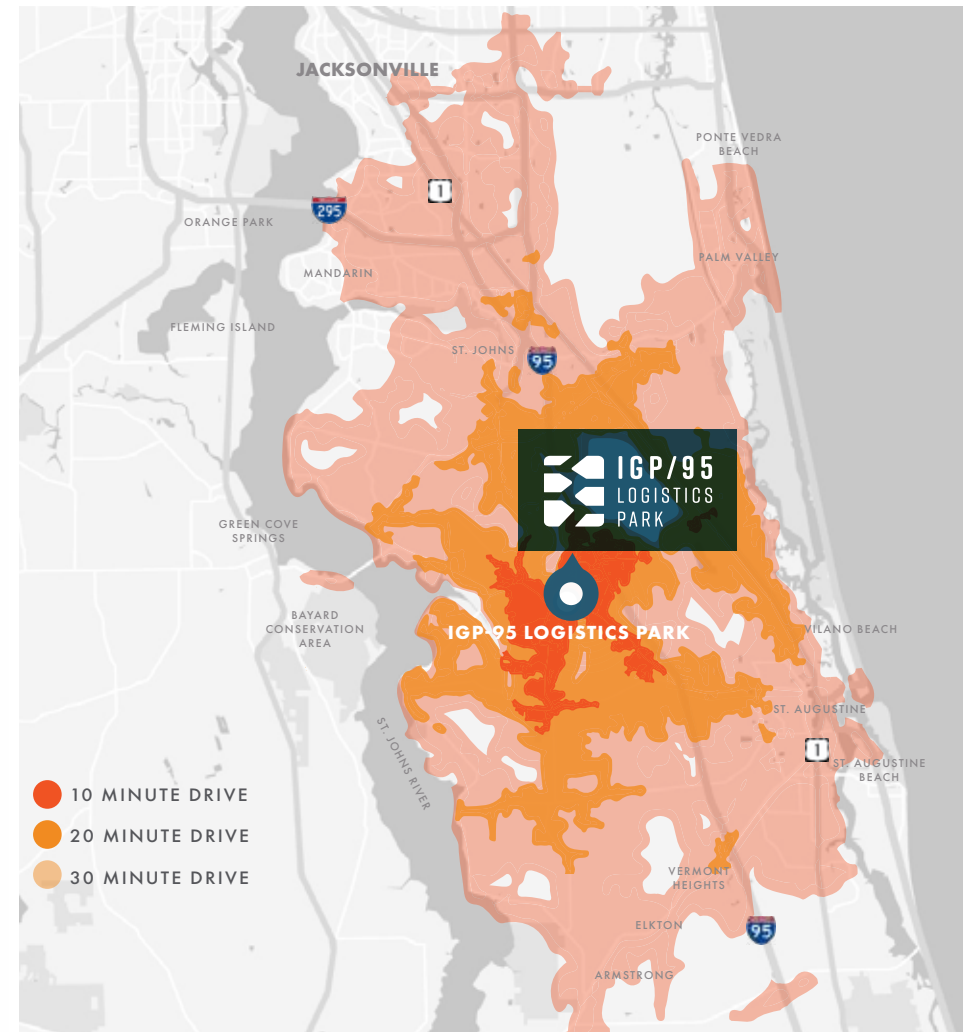 JACKSONVILLE
PONTE VEDRA
BEACH
1
295
ORANGE PARK
PALM VALLEY
MANDARIN
FLEMING ISLAND
ST. JOHNS
95
IGP/95
LOGISTICS
PARK
GREEN COVE
SPRINGS
BAYARD
CONSERVATION
AREA
IGP-95 LOGISTICS PARK
VILANO BEACH
ST. AUGUSTINE
ST. JOHNS RIVER
1
ST. AUGUSTINE
BEACH
10 MINUTE DRIVE
20 MINUTE DRIVE
30 MINUTE DRIVE
VERMONT
HEIGHTS
ELKTON
95
ARMSTRONG